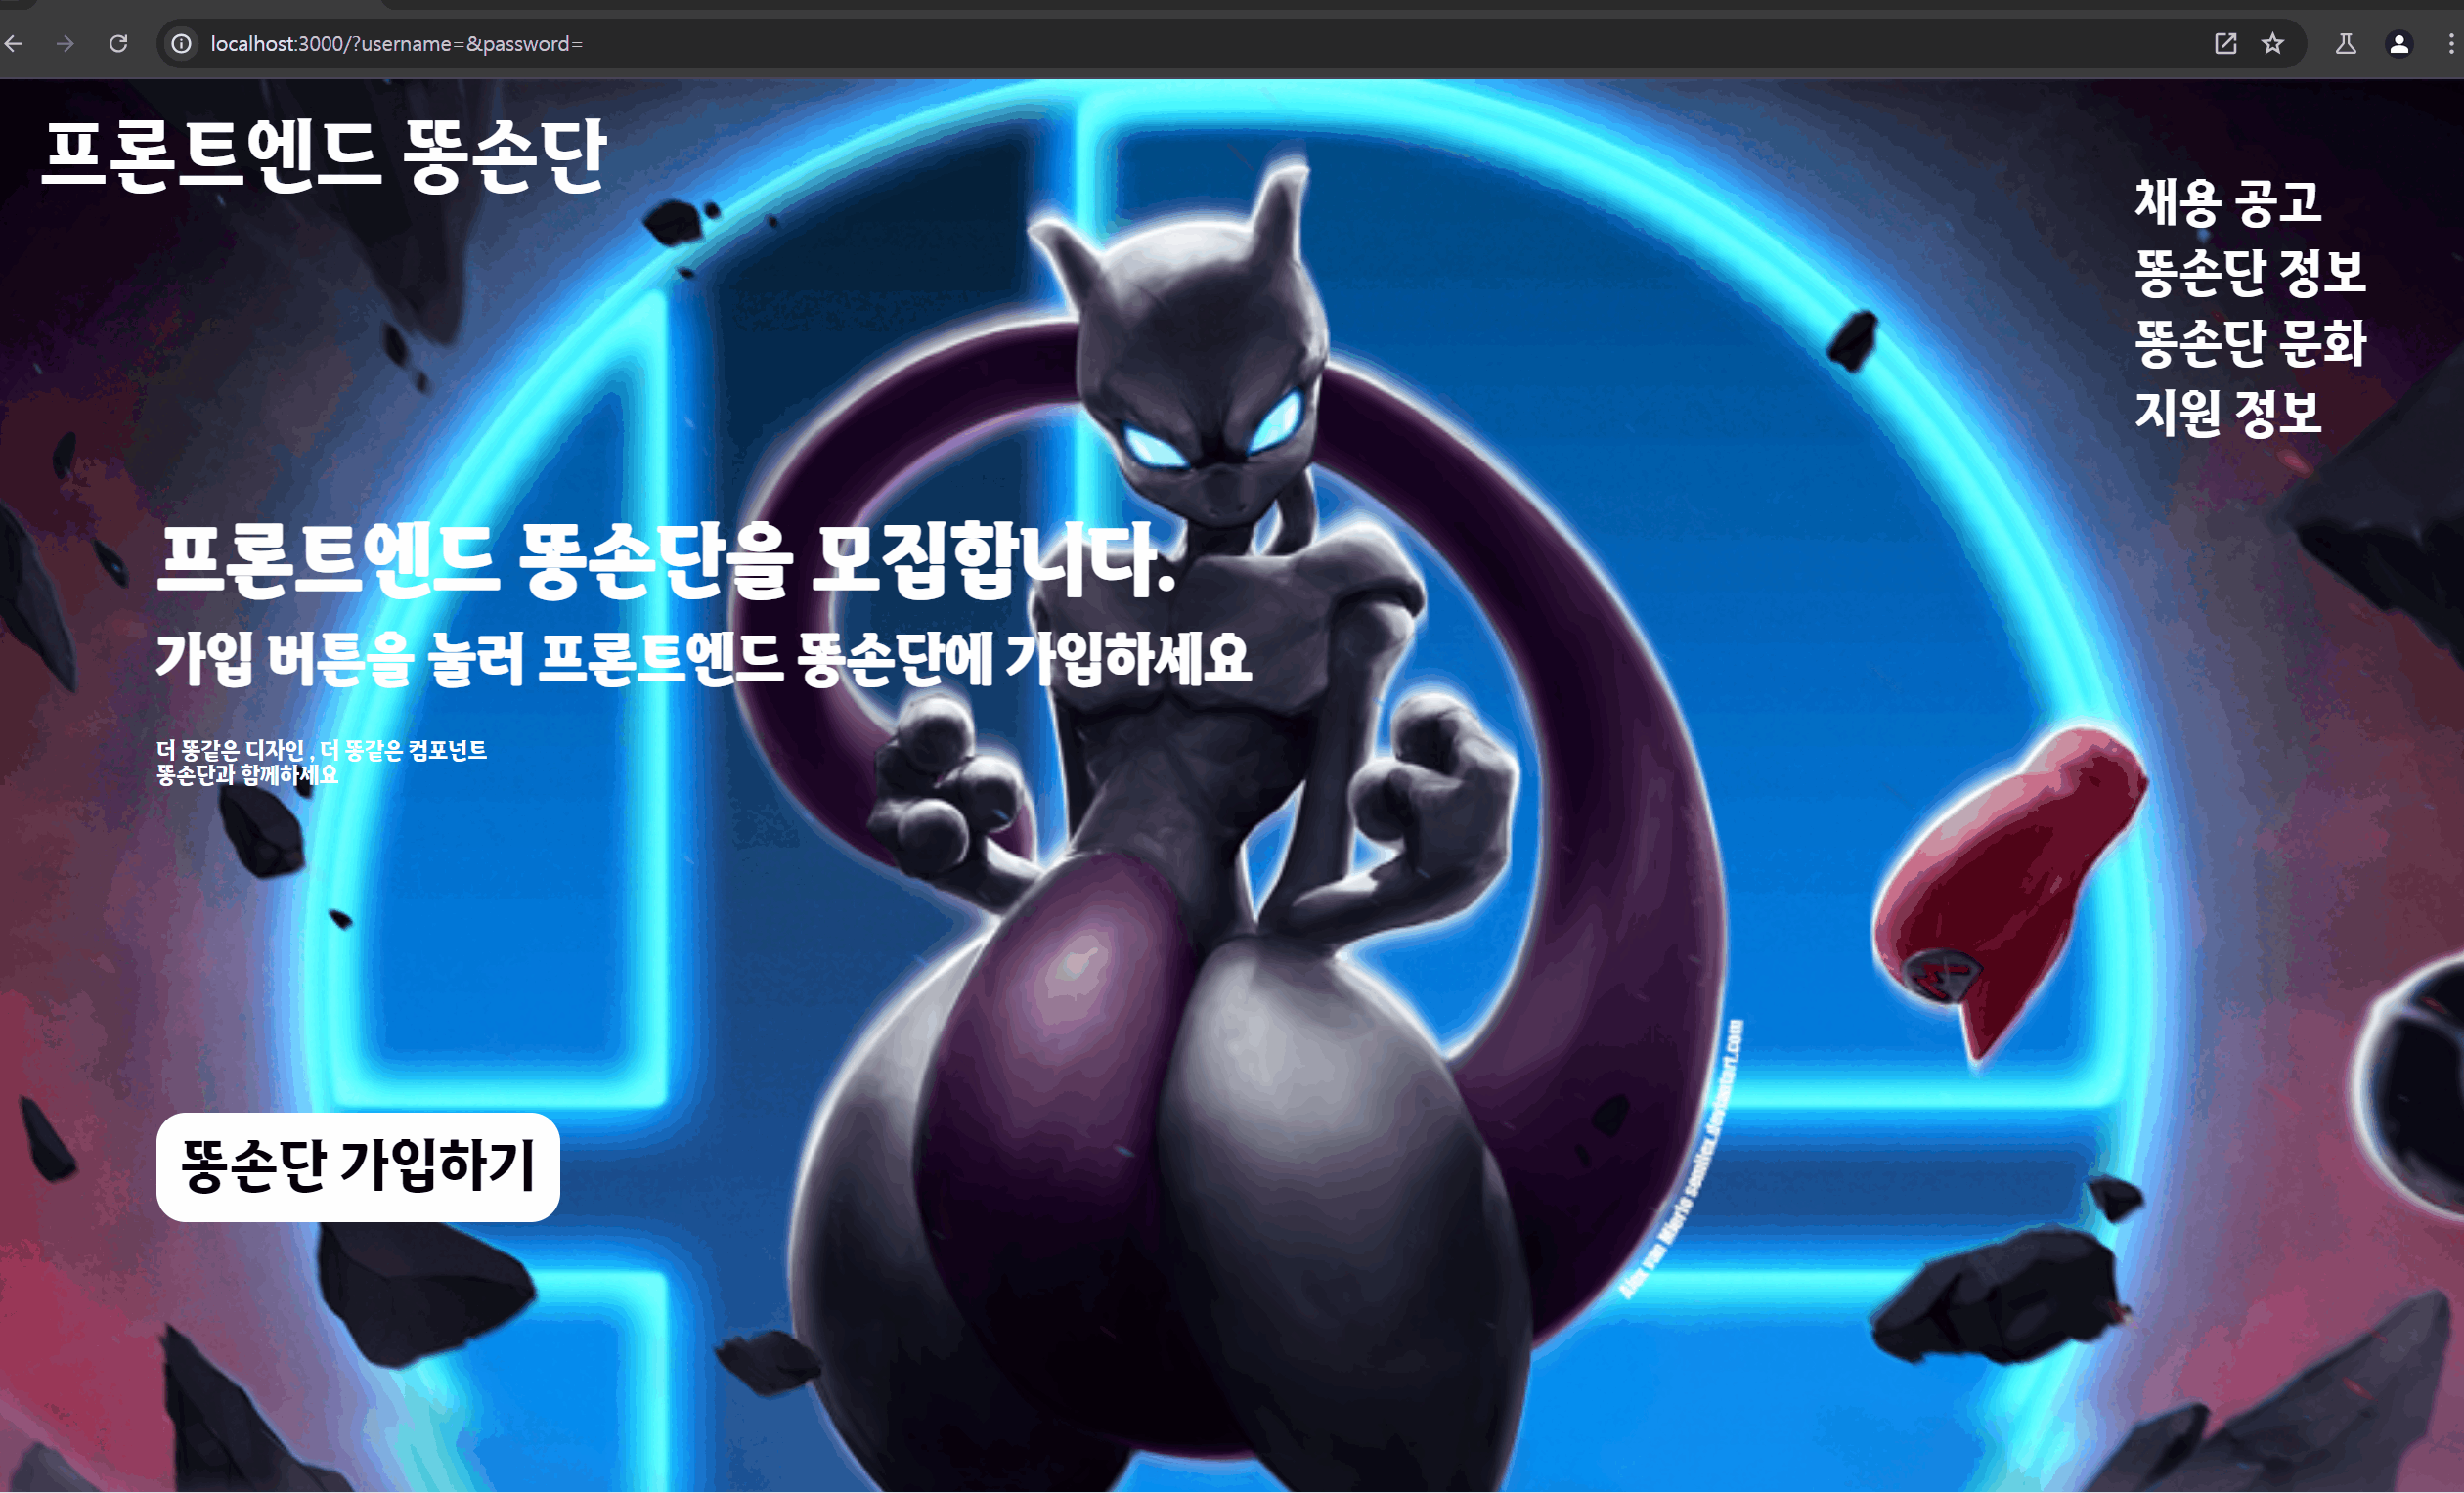 localhost:3000/?username=&password=
프론트엔드 똥손단
채용 공고
똥손단 정보
똥손단 문화
지원 정보
프론트엔드 똥손단을 모집합니다.
가입 버튼을 눌러 프론트엔드 똥손단에 가입하세요
더 똥같은 디자인 , 더 똥같은 컴포넌트
똥손단과 함께하세요
똥손단 가입하기